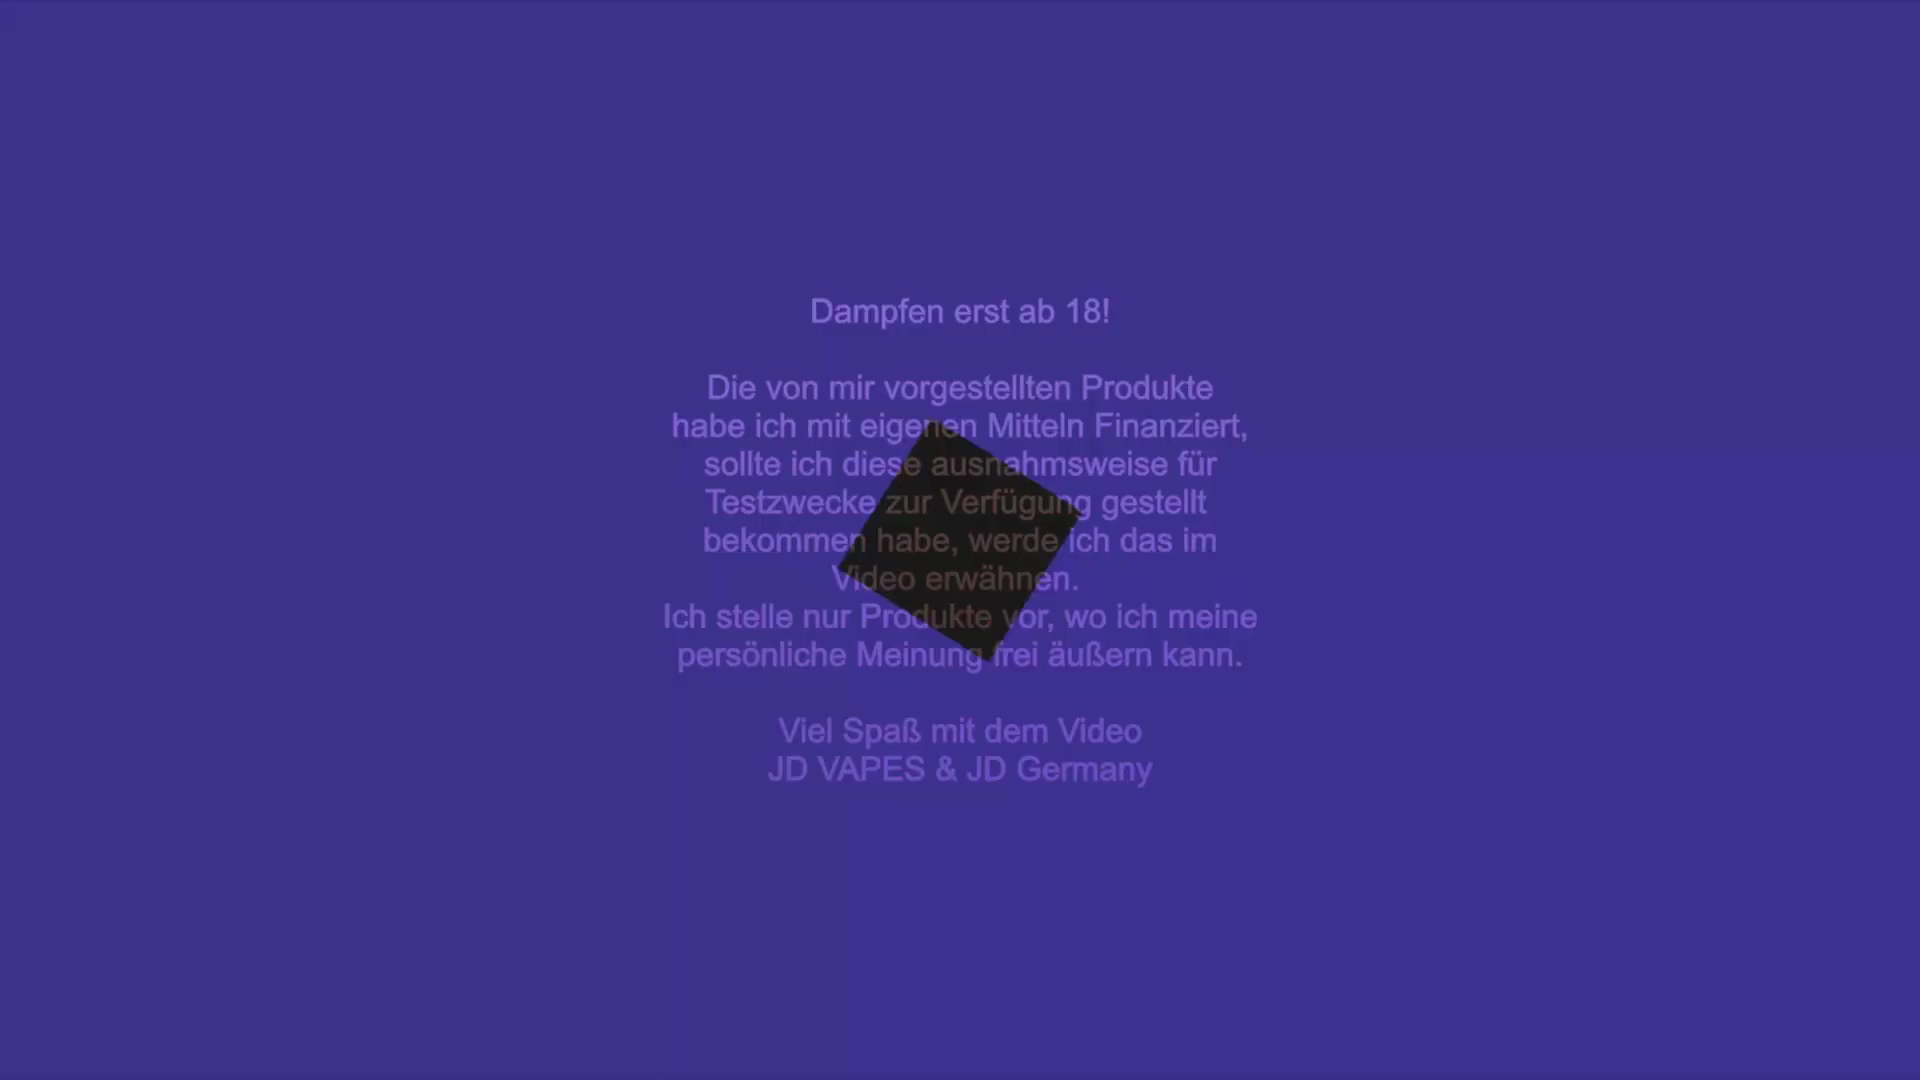 Dampfen erst ab 18!
Die von mir vorgestellten Produkte
habe ich mit eigenen Mitteln Finanziert,
sollte ich diese ausnahmsweise für
Testzwecke zur Verfügung gestellt
bekommen habe, werde ich das im
Video erwähnen.
Ich stelle nur Produkte vor, wo ich meine
persönliche Meinung frei äußern kann.
Viel Spaß mit dem Video
JD VAPES & JD Germany